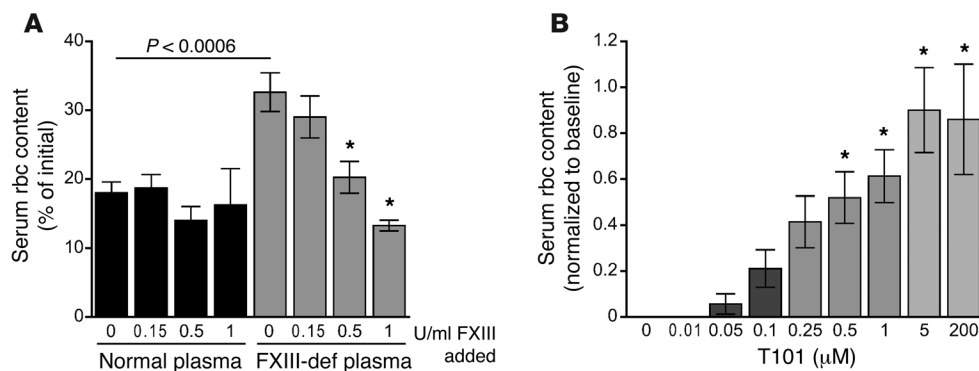 A
P < 0.0006
40
30
20
10
0
Serum rbc content
(% of initial)
*
*
0 0.15 0.5 1 0 0.15 0.5 1 U/ml FXIII
added
Normal plasma FXIII-def plasma
B
1.2
1.0
0.8
0.6
0.4
0.2
0
Serum rbc content
(normalized to baseline)
* * * *
0 0.01 0.05 0.1 0.25 0.5 1 5 200
T101 (μM)